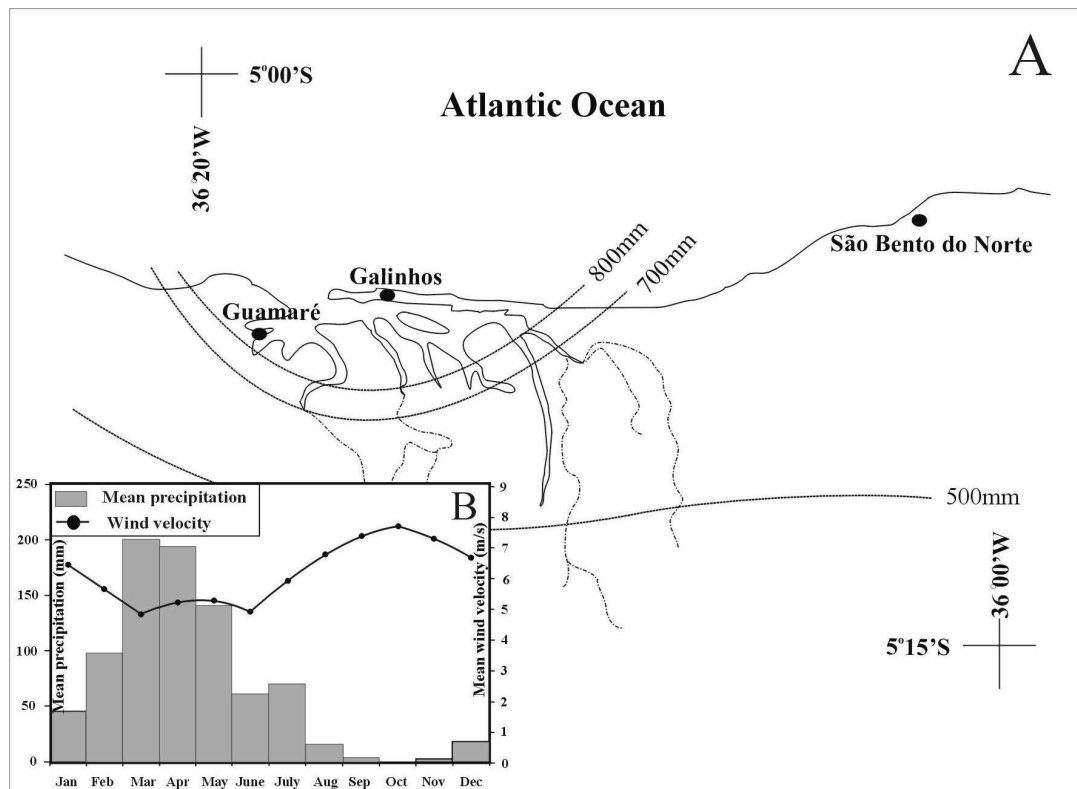 A
5°00'S
36°20'W
Atlantic Ocean
São Bento do Norte
800mm
700mm
Galinhos
Guamaré
500mm
36°00'W
5°15'S
B
Mean precipitation
Wind velocity
Mean precipitation (mm)
250
200
150
100
50
0
Mean wind velocity (m/s)
9
8
7
6
5
4
3
2
1
0
Jan Feb Mar Apr May June July Aug Sep Oct Nov Dec